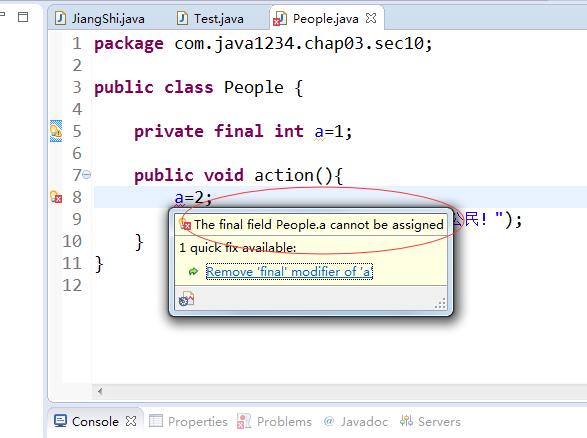 JiangShi.java
Test.java
People.java
1 package com.java1234.chap03.sec10;
2
3 public class People {
4
5 private final int a=1;
6
7 public void action(){
8 a=2;
9 民! ");
10 }
11 }
12
The final field People.a cannot be assigned
1 quick fix available:
Remove 'final' modifier of 'a'
Console
Properties
Problems
@ Javadoc
Servers